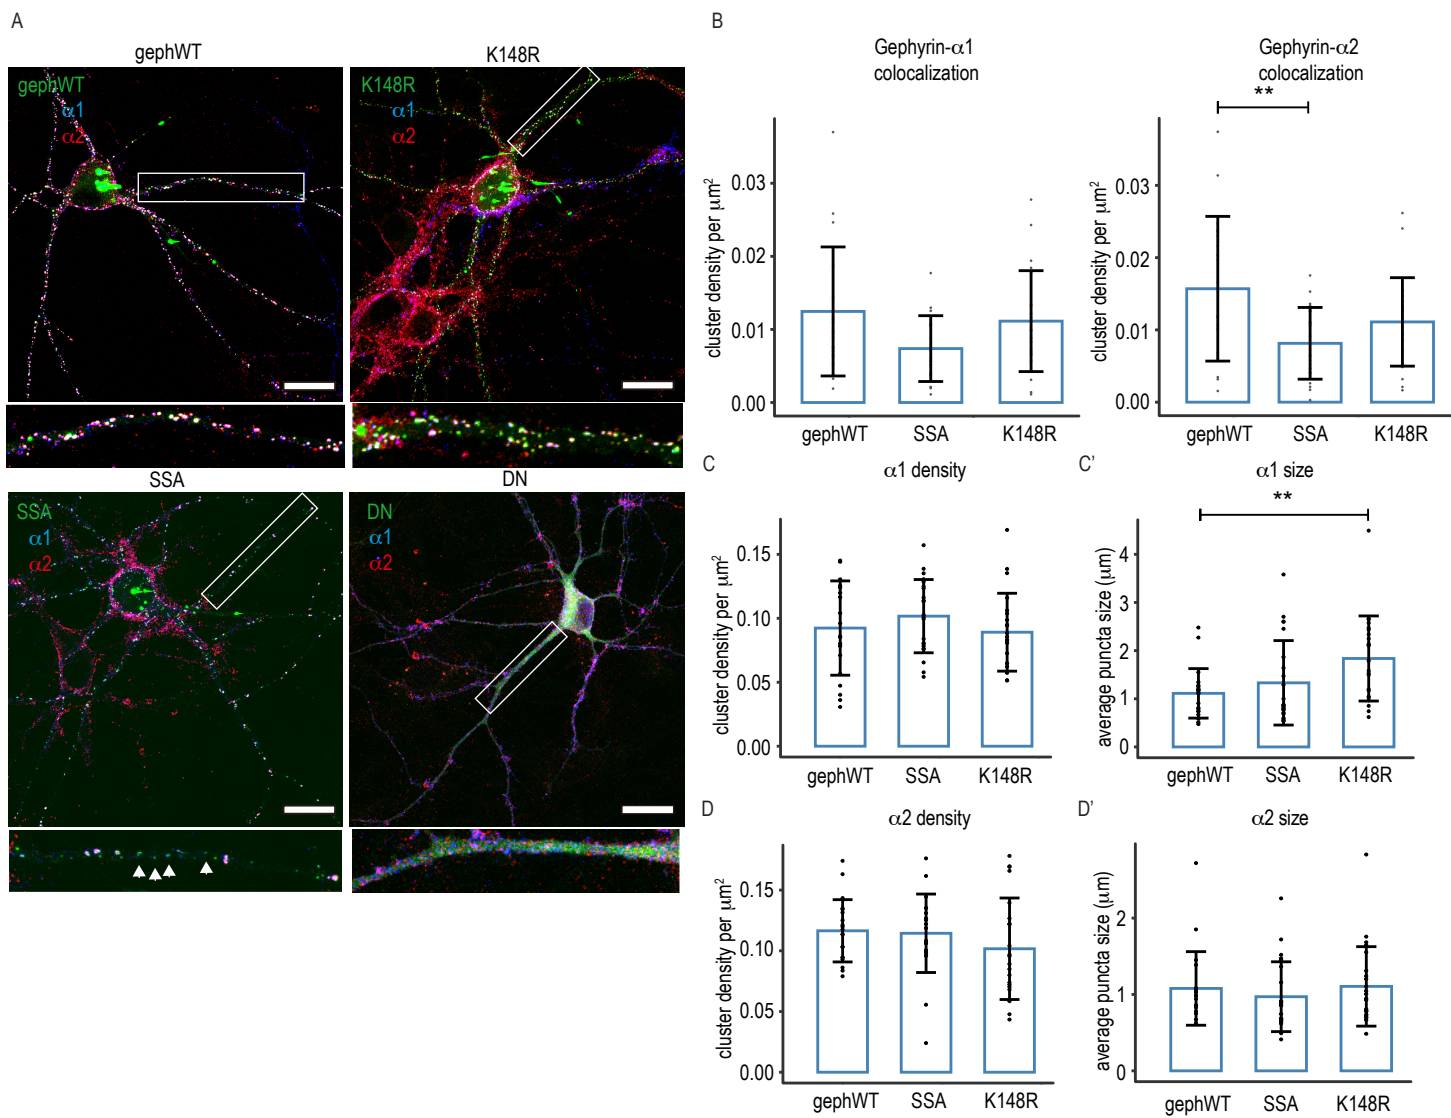 A
gephWT
K148R
gephWT
α1
α2
K148R
α1
α2
SSA
DN
SSA
α1
α2
DN
α1
α2
B
Gephyrin-α1
colocalization
cluster density per μm²
0.03
0.02
0.01
0.00
gephWT SSA K148R
Gephyrin-α2
colocalization
**
cluster density per μm²
0.03
0.02
0.01
0.00
gephWT SSA K148R
C
α1 density
cluster density per μm²
0.15
0.10
0.05
0.00
gephWT SSA K148R
C'
α1 size
**
average puncta size (μm)
4
3
2
1
0
gephWT SSA K148R
D
α2 density
cluster density per μm²
0.15
0.10
0.05
0.00
gephWT SSA K148R
D'
α2 size
average puncta size (μm)
2
1
0
gephWT SSA K148R